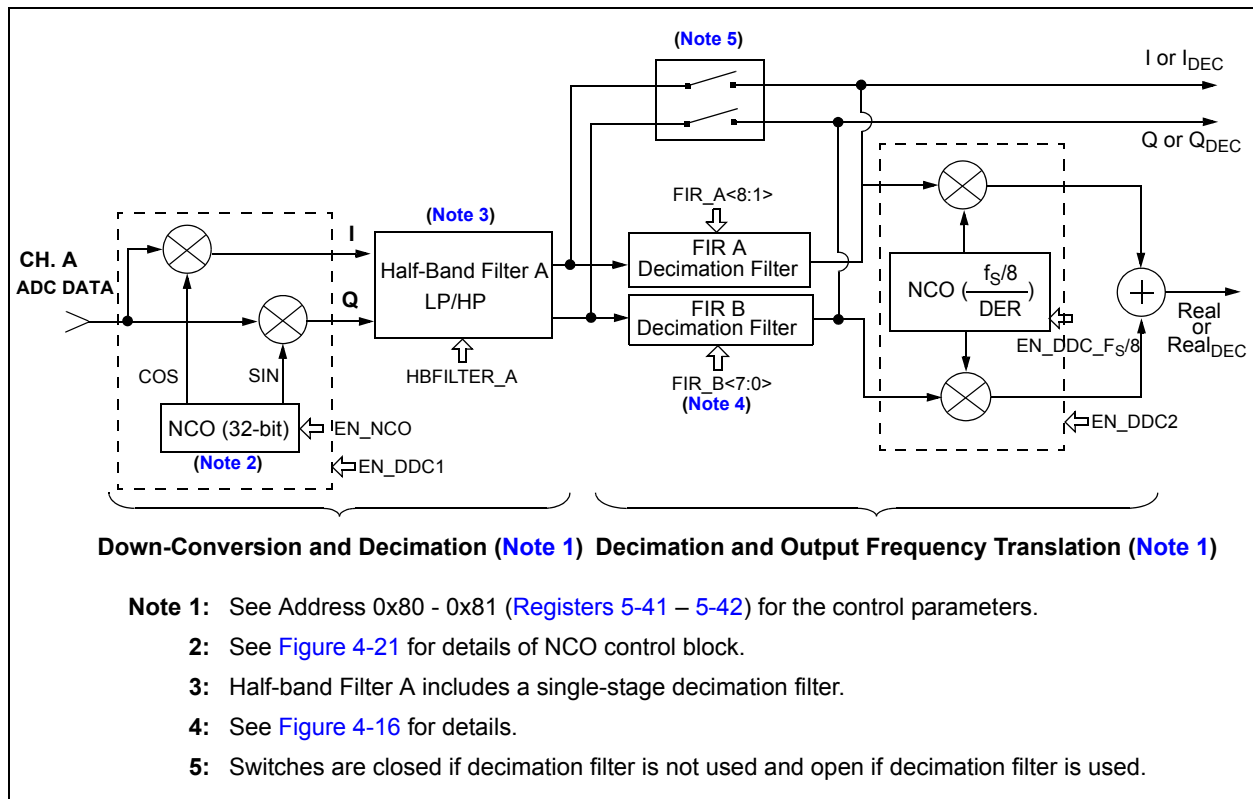 (Note 5)
I or IDEC
Q or QDEC
FIR_A<8:1>
(Note 3)
I
FIR A
Decimation Filter
CH. A
ADC DATA
Half-Band Filter A
LP/HP
NCO (fS/8
DER)
Q
FIR B
Decimation Filter
Real
or
RealDEC
EN_DDC_FS/8
COS
SIN
HBFILTER_A
FIR_B<7:0>
(Note 4)
NCO (32-bit)
EN_NCO
EN_DDC2
(Note 2)
EN_DDC1
Down-Conversion and Decimation (Note 1) Decimation and Output Frequency Translation (Note 1)
Note 1: See Address 0x80 - 0x81 (Registers 5-41 – 5-42) for the control parameters.
2: See Figure 4-21 for details of NCO control block.
3: Half-band Filter A includes a single-stage decimation filter.
4: See Figure 4-16 for details.
5: Switches are closed if decimation filter is not used and open if decimation filter is used.